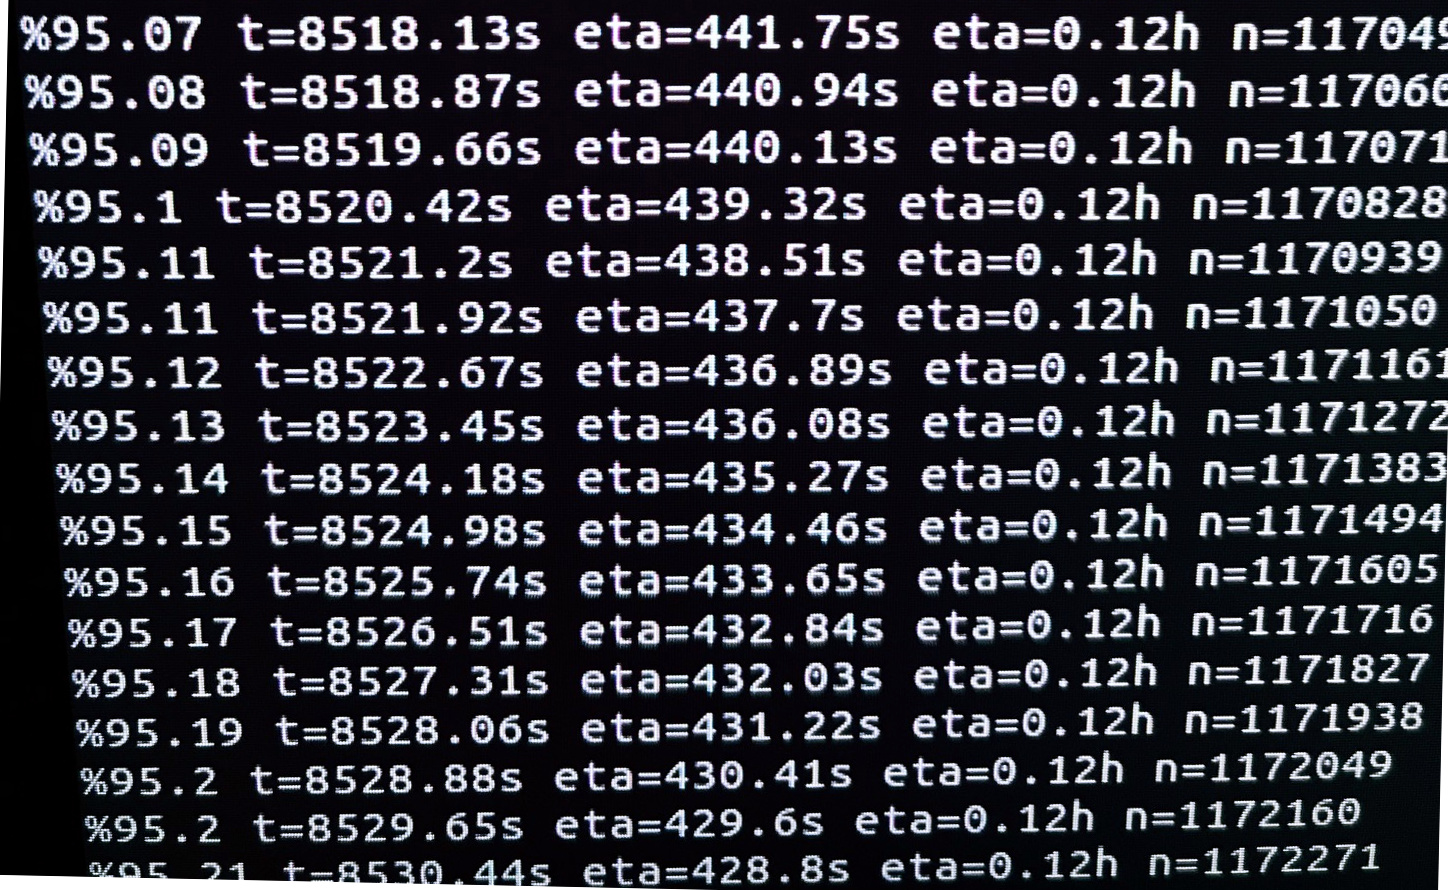 %95.07 t=8518.13s eta=441.75s eta=0.12h n=117049
%95.08 t=8518.87s eta=440.94s eta=0.12h n=117060
%95.09 t=8519.66s eta=440.13s eta=0.12h n=117071
%95.1 t=8520.42s eta=439.32s eta=0.12h n=1170828
%95.11 t=8521.2s eta=438.51s eta=0.12h n=1170939
%95.11 t=8521.92s eta=437.7s eta=0.12h n=1171050
%95.12 t=8522.67s eta=436.89s eta=0.12h n=1171161
%95.13 t=8523.45s eta=436.08s eta=0.12h n=1171272
%95.14 t=8524.18s eta=435.27s eta=0.12h n=1171383
%95.15 t=8524.98s eta=434.46s eta=0.12h n=1171494
%95.16 t=8525.74s eta=433.65s eta=0.12h n=1171605
%95.17 t=8526.51s eta=432.84s eta=0.12h n=1171716
%95.18 t=8527.31s eta=432.03s eta=0.12h n=1171827
%95.19 t=8528.06s eta=431.22s eta=0.12h n=1171938
%95.2 t=8528.88s eta=430.41s eta=0.12h n=1172049
%95.2 t=8529.65s eta=429.6s eta=0.12h n=1172160
%95.21 t=8530.44s eta=428.8s eta=0.12h n=1172271